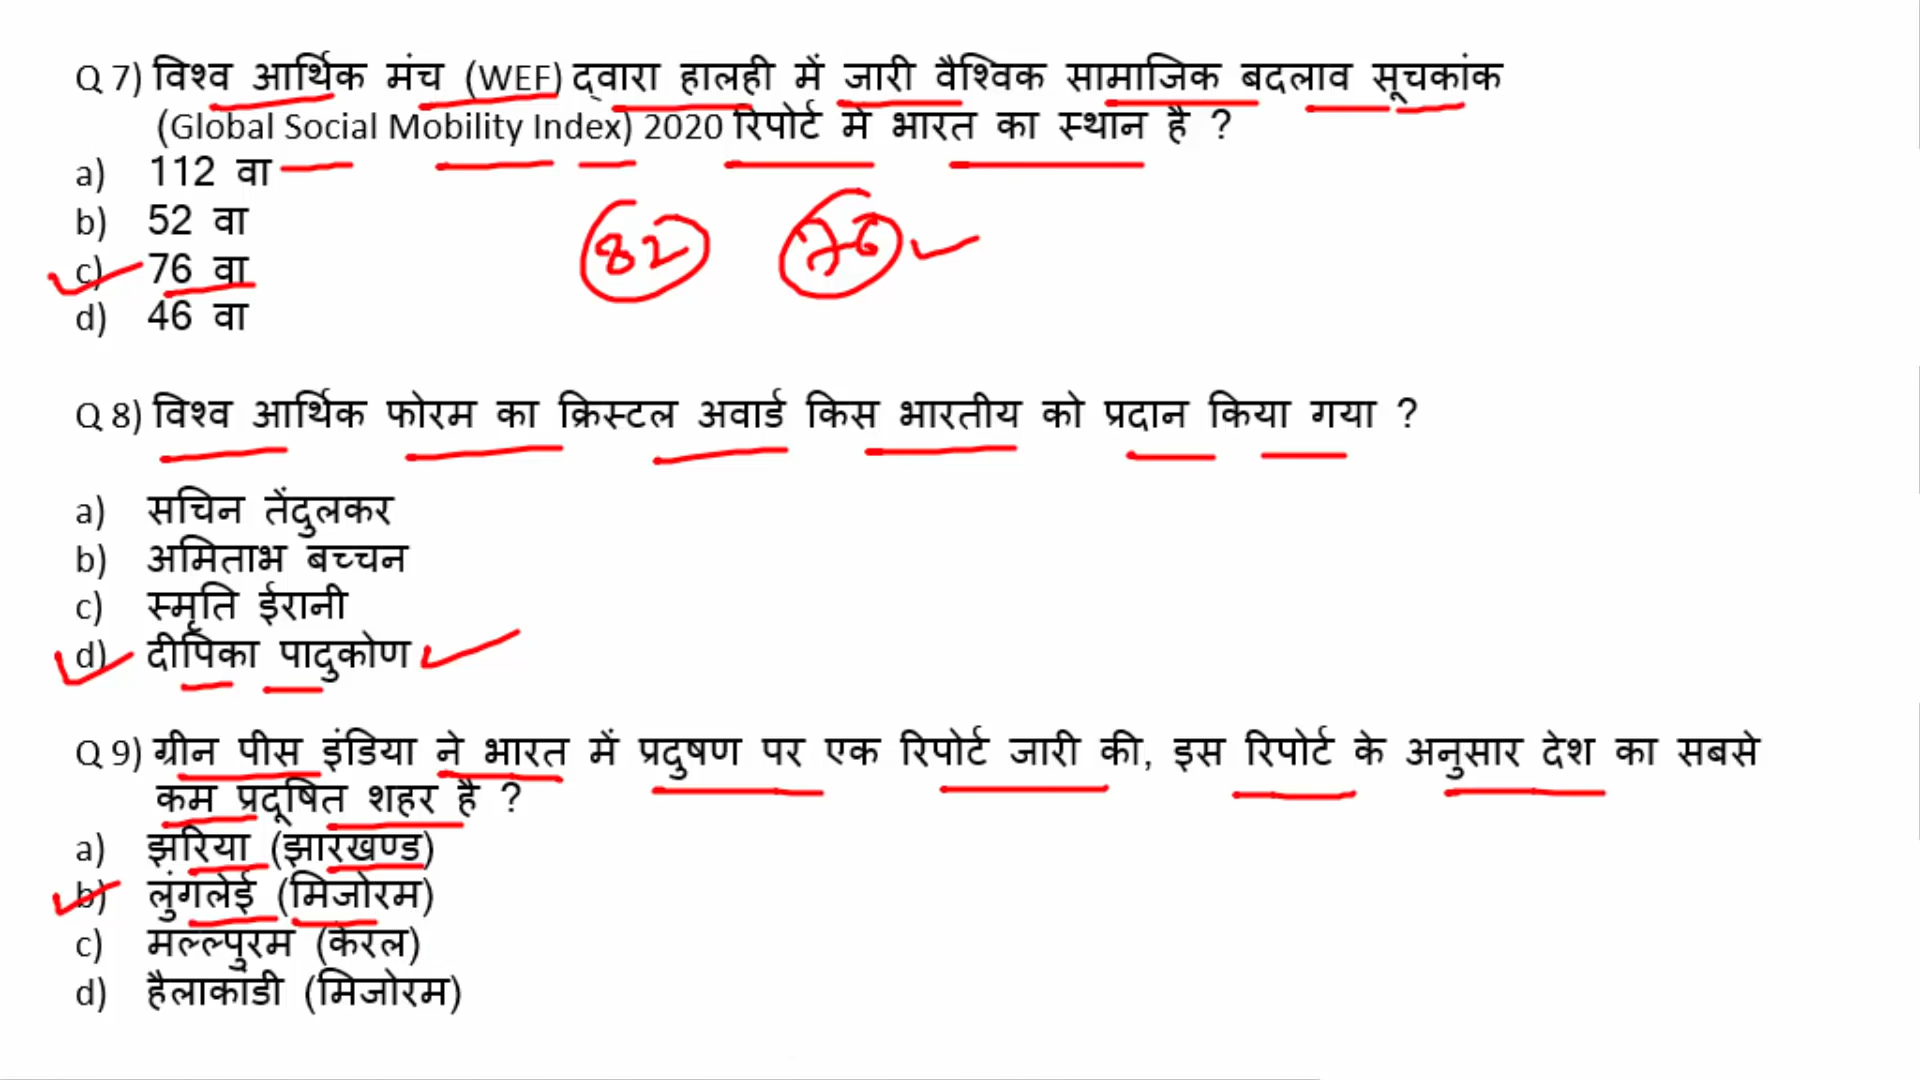 Q 7) विश्व आर्थिक मंच (WEF) द्वारा हालही में जारी वैश्विक सामाजिक बदलाव सूचकांक
(Global Social Mobility Index) 2020 रिपोर्ट में भारत का स्थान है ?
a) 112 वा
b) 52 वा
82 76
c) 76 वा
d) 46 वा
Q 8) विश्व आर्थिक फोरम का क्रिस्टल अवार्ड किस भारतीय को प्रदान किया गया ?
a) सचिन तेंदुलकर
b) अमिताभ बच्चन
c) स्मृति ईरानी
d) दीपिका पादुकोण
Q 9) ग्रीन पीस इंडिया ने भारत में प्रदुषण पर एक रिपोर्ट जारी की, इस रिपोर्ट के अनुसार देश का सबसे
कम प्रदूषित शहर है ?
a) झरिया (झारखण्ड)
b) लुंगलेई (मिजोरम)
c) मल्ल्पुरम (केरल)
d) हैलाकांडी (मिजोरम)